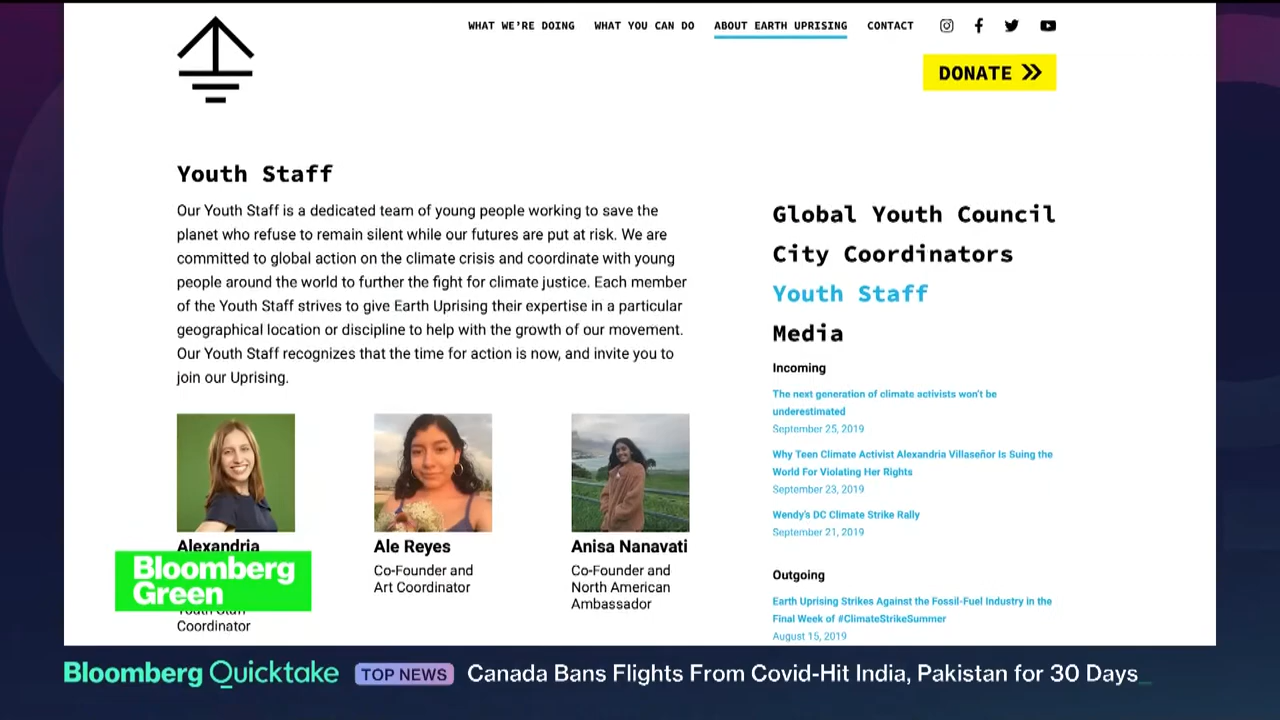 WHAT WE'RE DOING
WHAT YOU CAN DO
ABOUT EARTH UPRISING
CONTACT
DONATE
Youth Staff
Our Youth Staff is a dedicated team of young people working to save the
planet who refuse to remain silent while our futures are put at risk. We are
committed to global action on the climate crisis and coordinate with young
people around the world to further the fight for climate justice. Each member
of the Youth Staff strives to give Earth Uprising their expertise in a particular
geographical location or discipline to help with the growth of our movement.
Our Youth Staff recognizes that the time for action is now, and invite you to
join our Uprising.
Alexandria
Youth Staff
Coordinator
Ale Reyes
Co-Founder and
Art Coordinator
Anisa Nanavati
Co-Founder and
North American
Ambassador
Global Youth Council
City Coordinators
Youth Staff
Media
Incoming
The next generation of climate activists won't be
underestimated
September 25, 2019
Why Teen Climate Activist Alexandria Villaseñor Is Suing the
World For Violating Her Rights
September 23, 2019
Wendy's DC Climate Strike Rally
September 21, 2019
Outgoing
Earth Uprising Strikes Against the Fossil-Fuel Industry in the
Final Week of #ClimateStrikeSummer
August 15, 2019
Bloomberg
Green
Bloomberg Quicktake
TOP NEWS
Canada Bans Flights From Covid-Hit India, Pakistan for 30 Days_